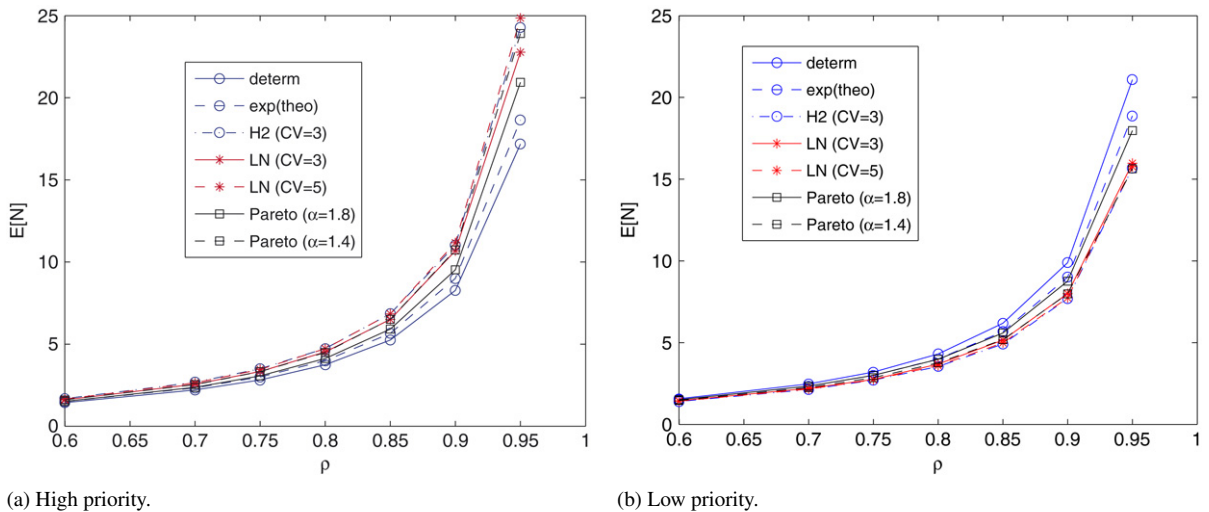 25
20
15
10
5
0
E[N]
0.6 0.65 0.7 0.75 0.8 0.85 0.9 0.95 1
ρ
determ
exp(theo)
H2 (CV=3)
LN (CV=3)
LN (CV=5)
Pareto (α=1.8)
Pareto (α=1.4)
(a) High priority.
25
20
15
10
5
0
E[N]
0.6 0.65 0.7 0.75 0.8 0.85 0.9 0.95 1
ρ
determ
exp(theo)
H2 (CV=3)
LN (CV=3)
LN (CV=5)
Pareto (α=1.8)
Pareto (α=1.4)
(b) Low priority.